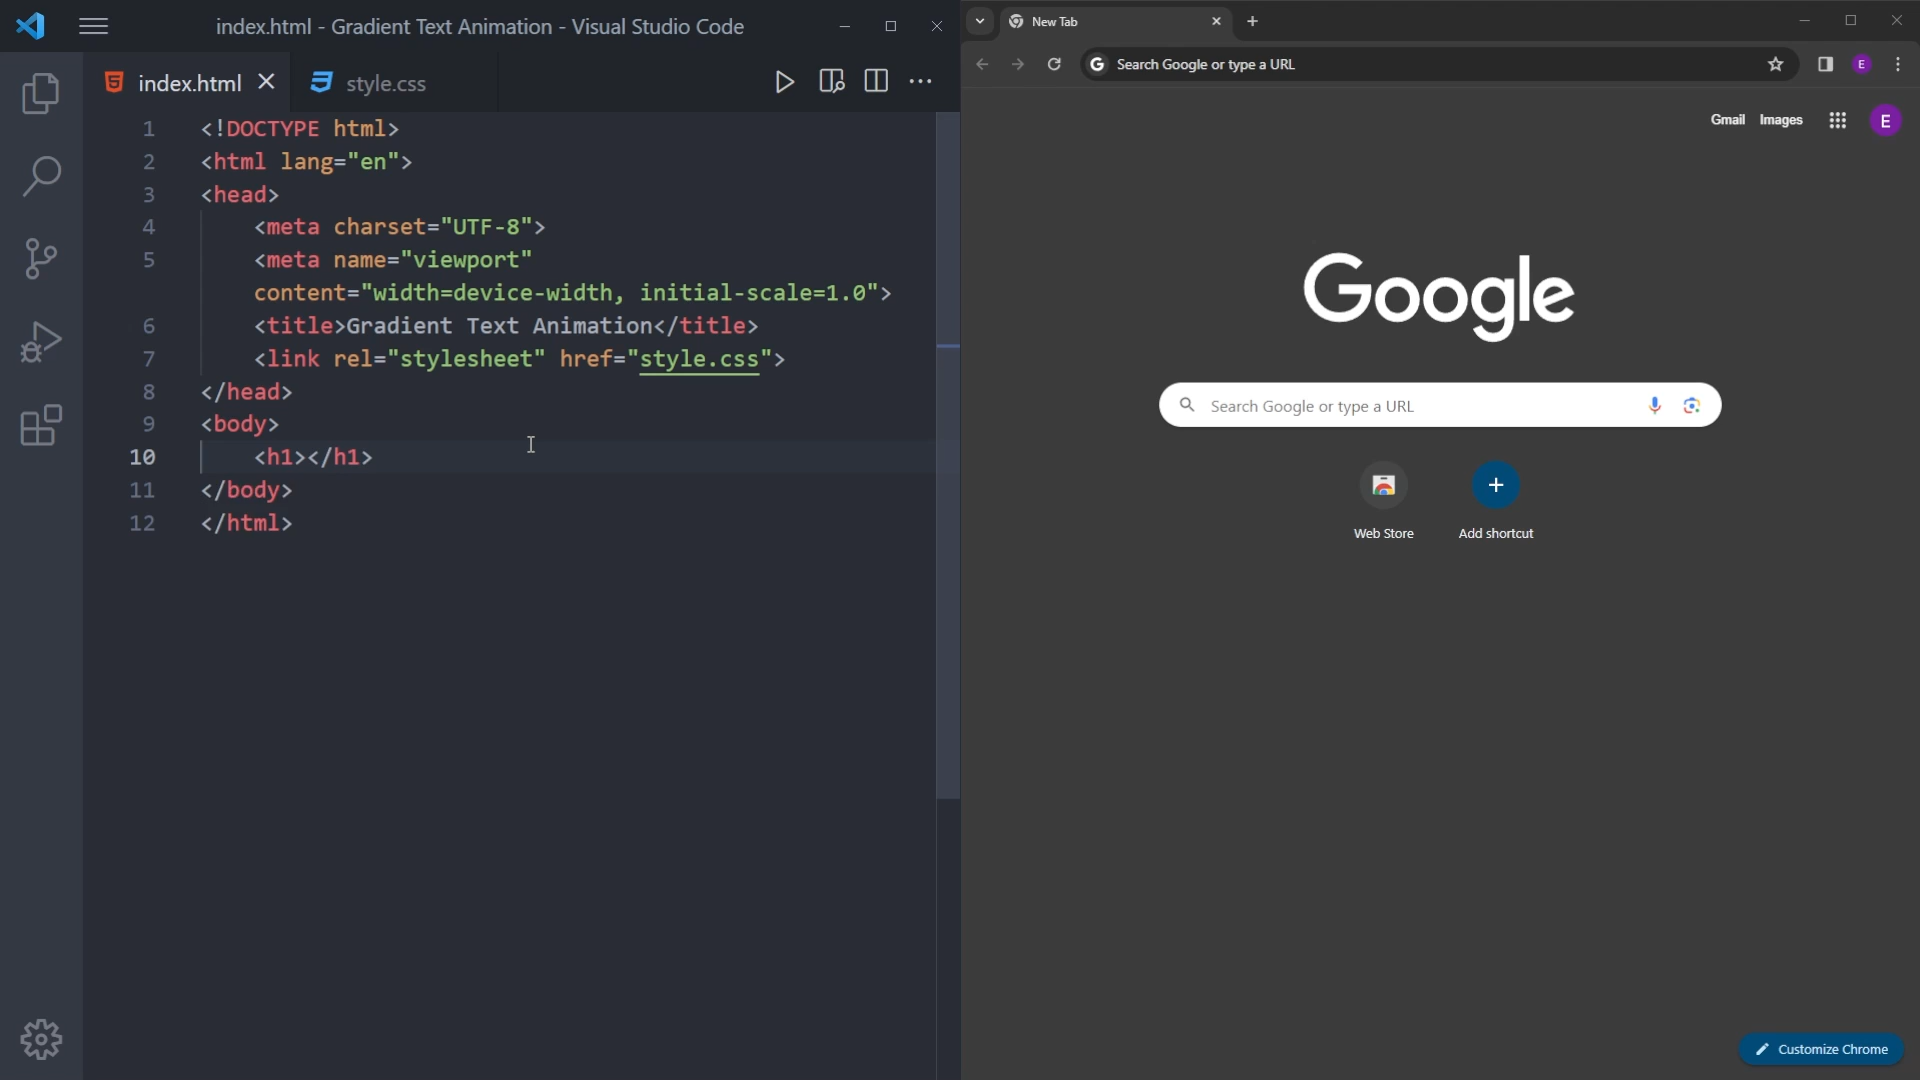 index.html - Gradient Text Animation - Visual Studio Code
index.html
style.css
1 <!DOCTYPE html>
2 <html lang="en">
3 <head>
4 <meta charset="UTF-8">
5 <meta name="viewport"
content="width=device-width, initial-scale=1.0">
6 <title>Gradient Text Animation</title>
7 <link rel="stylesheet" href="style.css">
8 </head>
9 <body>
10 <h1></h1>
11 </body>
12 </html>
New Tab
G Search Google or type a URL
E
Gmail Images
E
Google
Search Google or type a URL
Web Store
Add shortcut
Customize Chrome